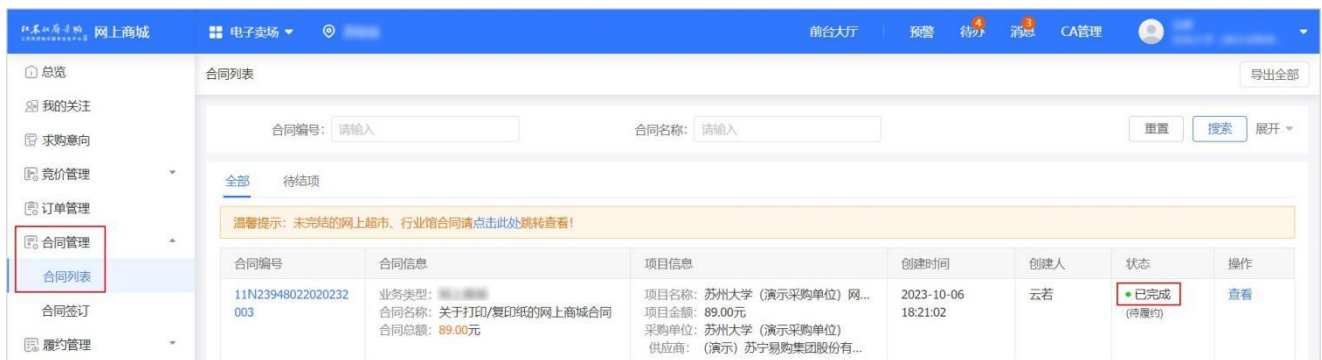 江苏政府采购 网上商城
电子卖场
前台大厅
预警
待办 4
消息 3
CA管理
总览
我的关注
求购意向
竞价管理
订单管理
合同管理
合同列表
合同签订
履约管理
合同列表
导出全部
合同编号： 请输入
合同名称： 请输入
重置
搜索
展开
全部
待结项
温馨提示：未完结的网上超市、行业馆合同请点击此处跳转查看！
合同编号 合同信息 项目信息 创建时间 创建人 状态 操作
11N23948022020232
003
业务类型：
合同名称：关于打印/复印纸的网上商城合同
合同总额：89.00元
项目名称：苏州大学（演示采购单位）网...
项目金额：89.00元
采购单位：苏州大学（演示采购单位）
供应商：（演示）苏宁易购集团股份有...
2023-10-06
18:21:02
云若
已完成
(待履约)
查看